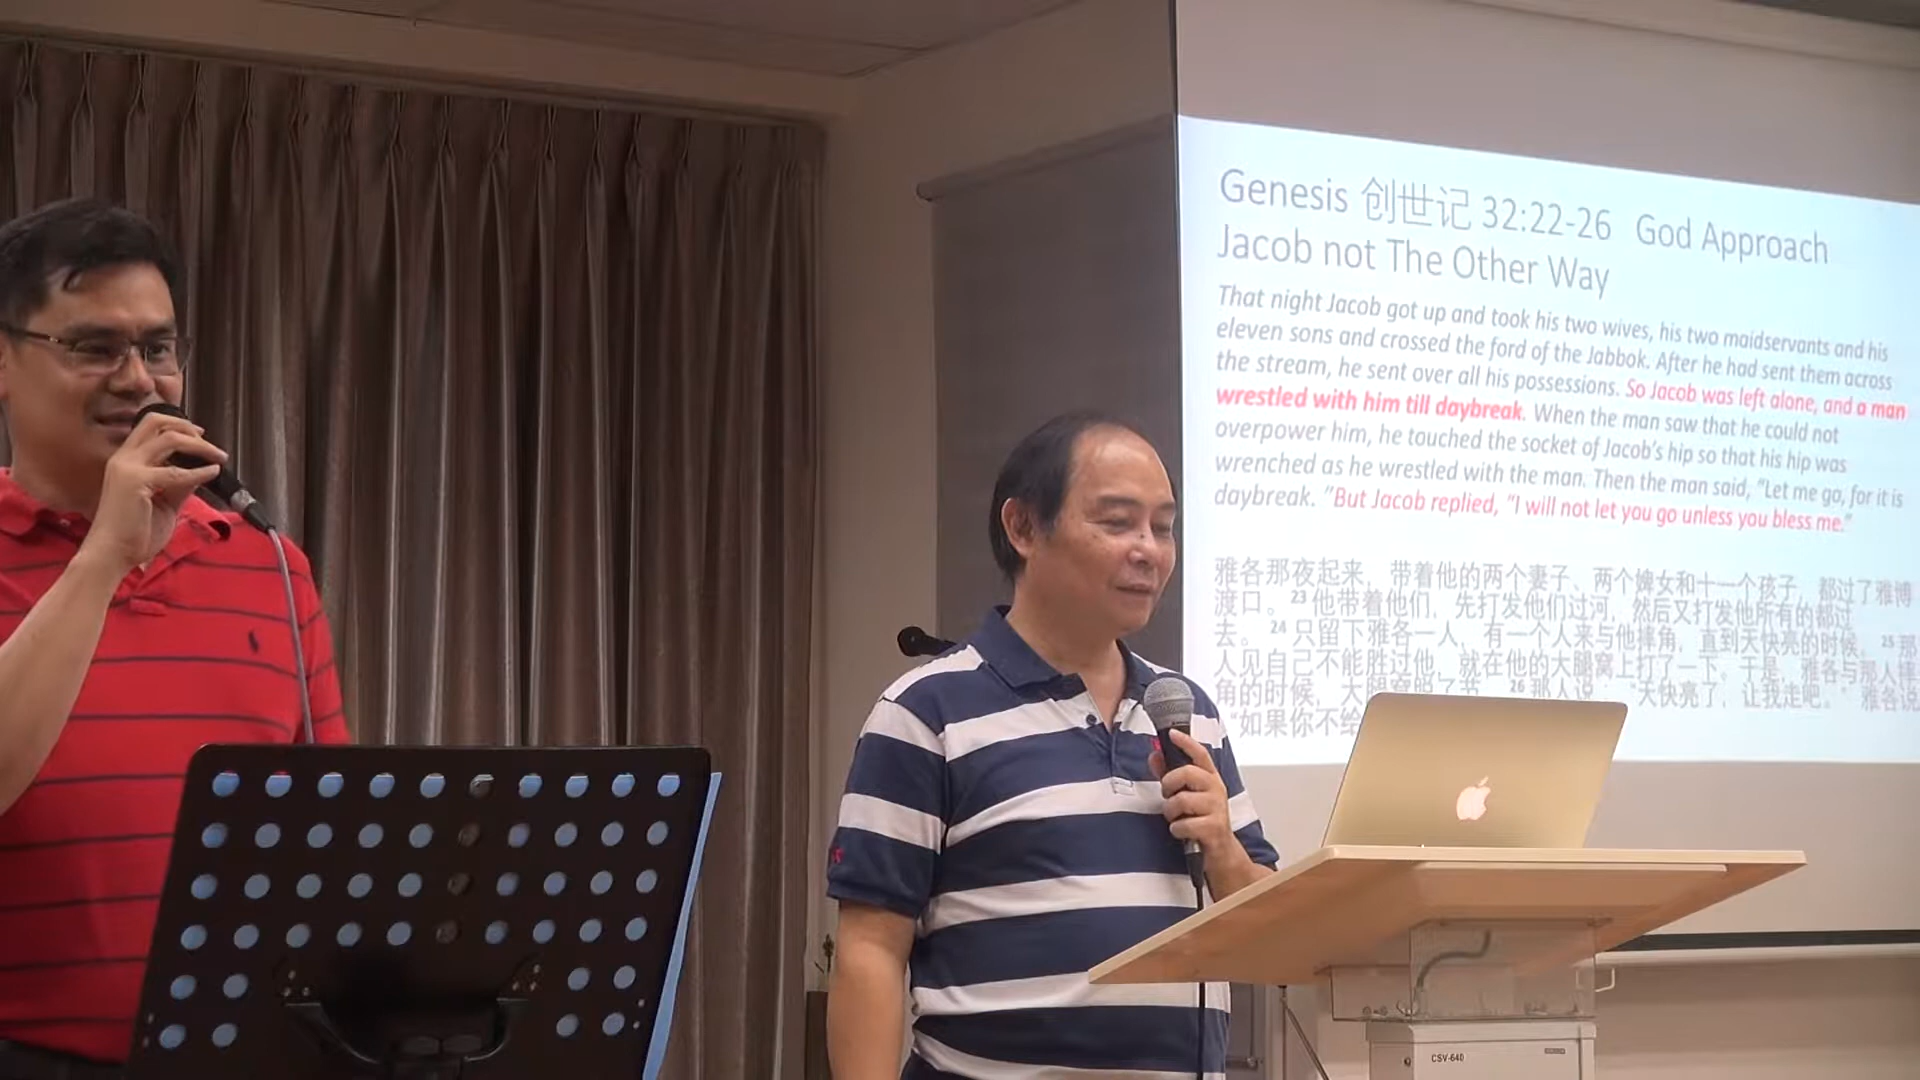 Genesis 创世记 32:22-26 God Approach
Jacob not The Other Way
That night Jacob got up and took his two wives, his two maidservants and his
eleven sons and crossed the ford of the Jabbok. After he had sent them across
the stream, he sent over all his possessions. So Jacob was left alone, and a man
wrestled with him till daybreak. When the man saw that he could not
overpower him, he touched the socket of Jacob's hip so that his hip was
wrenched as he wrestled with the man. Then the man said, "Let me go, for it is
daybreak. "But Jacob replied, "I will not let you go unless you bless me."
雅各那夜起来，带着他的两个妻子、两个婢女和十一个孩子，都过了雅博
渡口。 23 他带着他们，先打发他们过河，然后又打发他所有的都过
去。 24 只留下雅各一人，有一个人来与他摔角，直到天快亮的时候。 25 那
人见自己不能胜过他，就在他的大腿窝上打了一下。于是，雅各与那人摔
角的时候，大腿窝脱了节。 26 那人说："天快亮了，让我走吧。" 雅各说
"如果你不给
CSV-640